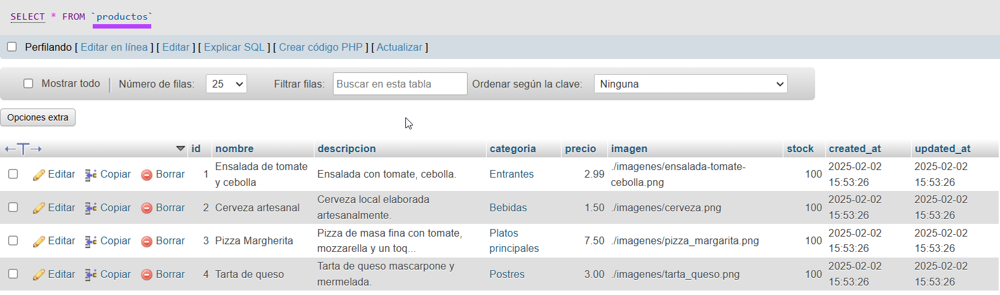 SELECT * FROM `productos`
Perfilando [ Editar en línea ] [ Editar ] [ Explicar SQL ] [ Crear código PHP ] [ Actualizar ]
Mostrar todo | Número de filas: 25 Filtrar filas: Buscar en esta tabla Ordenar según la clave: Ninguna
Opciones extra
id nombre descripcion categoria precio imagen stock created_at updated_at
Editar Copiar Borrar 1 Ensalada de tomate y cebolla Ensalada con tomate, cebolla. Entrantes 2.99 ./imagenes/ensalada-tomate-cebolla.png 100 2025-02-02 15:53:26 2025-02-02 15:53:26
Editar Copiar Borrar 2 Cerveza artesanal Cerveza local elaborada artesanalmente. Bebidas 1.50 ./imagenes/cerveza.png 100 2025-02-02 15:53:26 2025-02-02 15:53:26
Editar Copiar Borrar 3 Pizza Margherita Pizza de masa fina con tomate, mozzarella y un toq... Platos principales 7.50 ./imagenes/pizza_margarita.png 100 2025-02-02 15:53:26 2025-02-02 15:53:26
Editar Copiar Borrar 4 Tarta de queso Tarta de queso mascarpone y mermelada. Postres 3.00 ./imagenes/tarta_queso.png 100 2025-02-02 15:53:26 2025-02-02 15:53:26